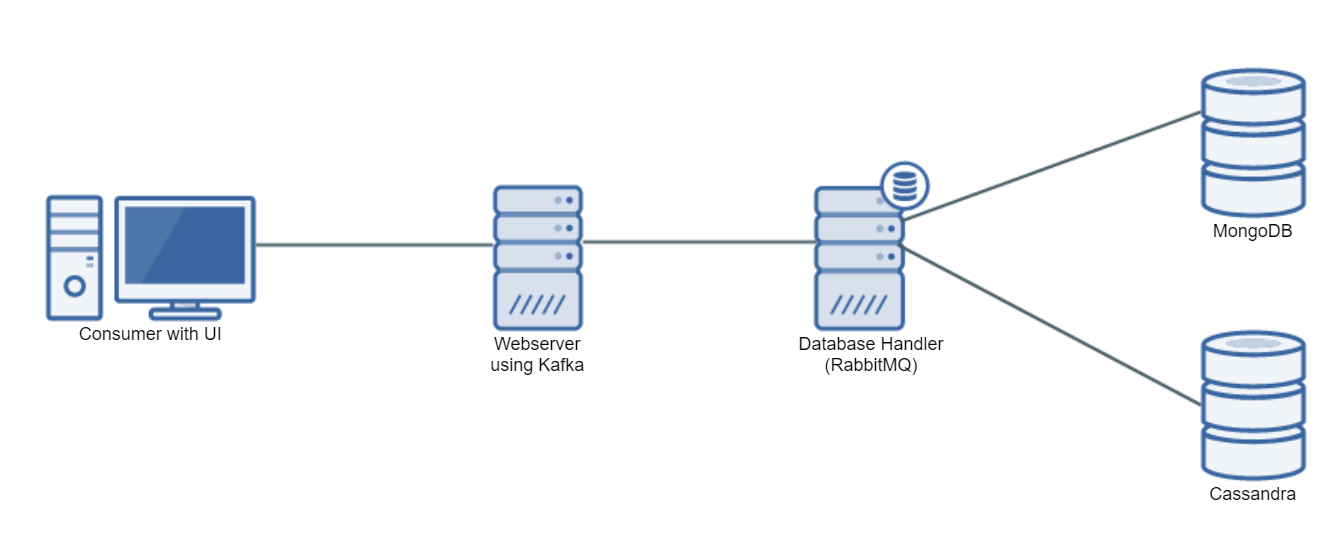 Consumer with UI
Webserver
using Kafka
Database Handler
(RabbitMQ)
MongoDB
Cassandra